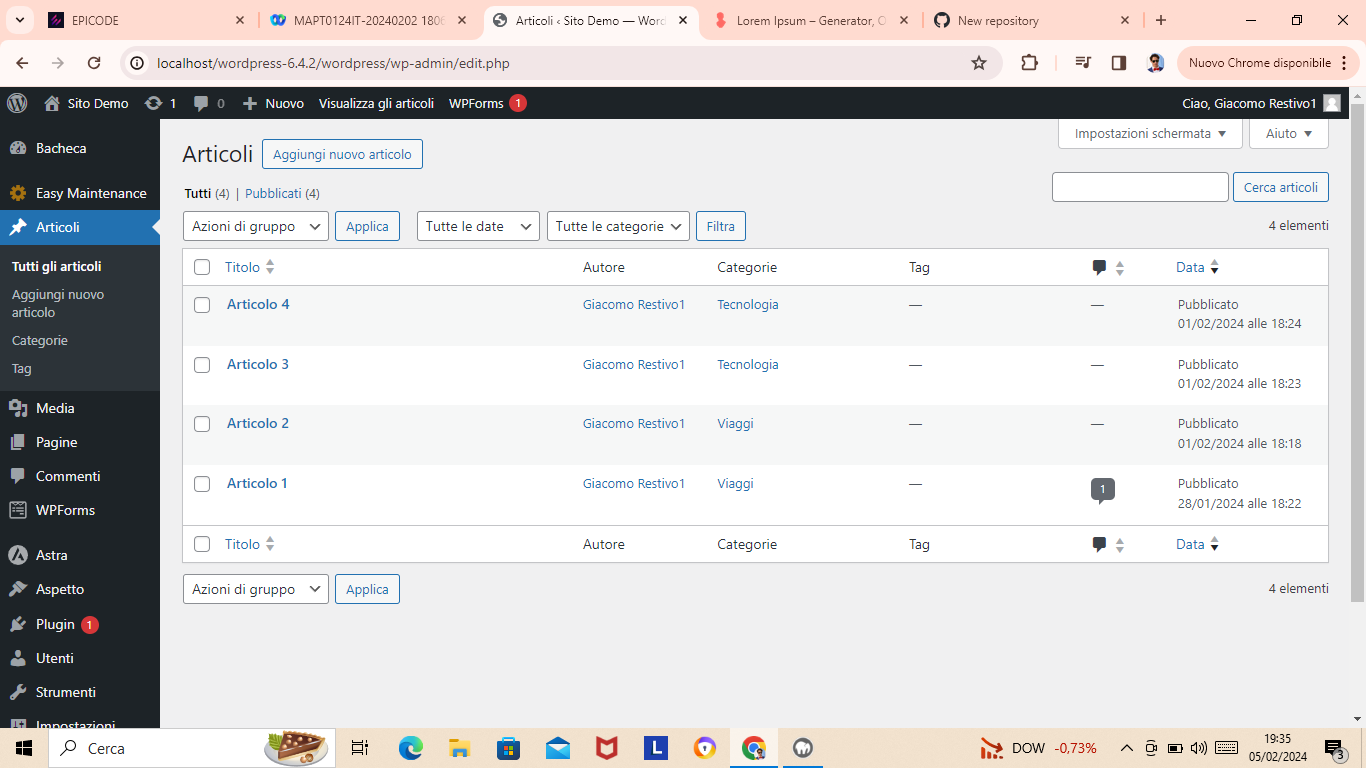 EPICODE
MAPT0124IT-20240202 1806
Articoli ‹ Sito Demo — Word
Lorem Ipsum – Generator, O
New repository
localhost/wordpress-6.4.2/wordpress/wp-admin/edit.php
Nuovo Chrome disponibile
Sito Demo 1 0 Nuovo Visualizza gli articoli WPForms 1
Ciao, Giacomo Restivo1
Bacheca
Easy Maintenance
Articoli
Tutti gli articoli
Aggiungi nuovo
articolo
Categorie
Tag
Media
Pagine
Commenti
WPForms
Astra
Aspetto
Plugin 1
Utenti
Strumenti
Impostazioni
Impostazioni schermata Aiuto
Articoli Aggiungi nuovo articolo
Tutti (4) | Pubblicati (4)
Cerca articoli
Azioni di gruppo Applica Tutte le date Tutte le categorie Filtra
4 elementi
Titolo Autore Categorie Tag Data
Articolo 4 Giacomo Restivo1 Tecnologia — — Pubblicato
01/02/2024 alle 18:24
Articolo 3 Giacomo Restivo1 Tecnologia — — Pubblicato
01/02/2024 alle 18:23
Articolo 2 Giacomo Restivo1 Viaggi — — Pubblicato
01/02/2024 alle 18:18
Articolo 1 Giacomo Restivo1 Viaggi — 1 Pubblicato
28/01/2024 alle 18:22
Titolo Autore Categorie Tag Data
Azioni di gruppo Applica
4 elementi
Cerca
L
DOW -0,73%
19:35
05/02/2024
3